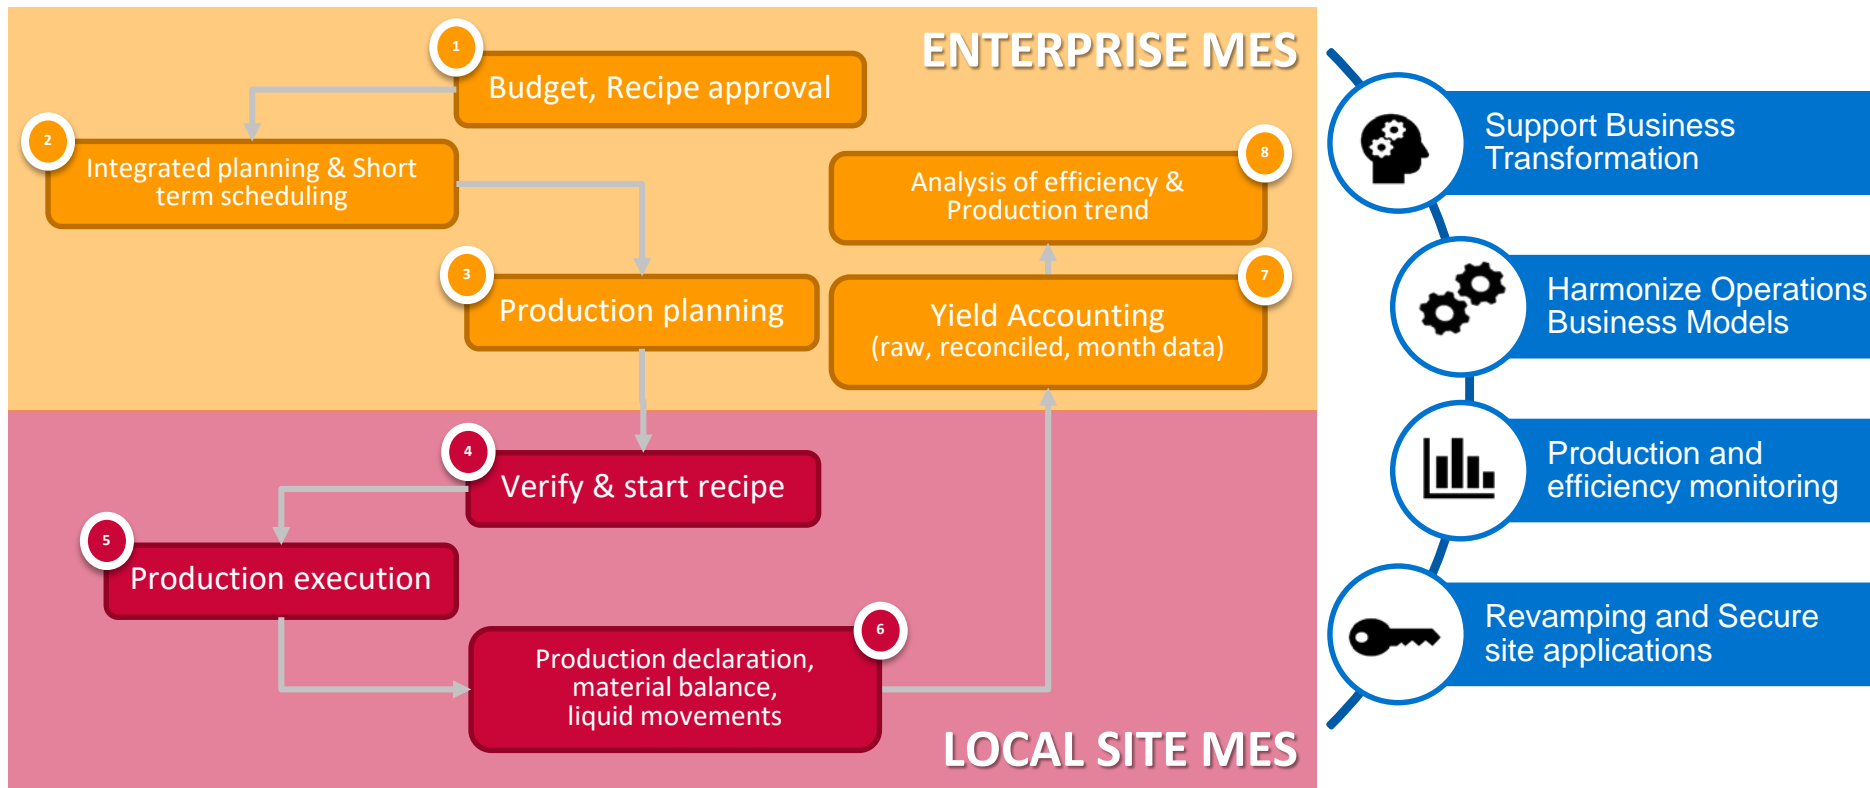 ENTERPRISE MES
1
Budget, Recipe approval
2
Integrated planning & Short
term scheduling
3
Production planning
8
Analysis of efficiency &
Production trend
7
Yield Accounting
(raw, reconciled, month data)
4
Verify & start recipe
5
Production execution
6
Production declaration,
material balance,
liquid movements
LOCAL SITE MES
Support Business
Transformation
Harmonize Operations
Business Models
Production and
efficiency monitoring
Revamping and Secure
site applications